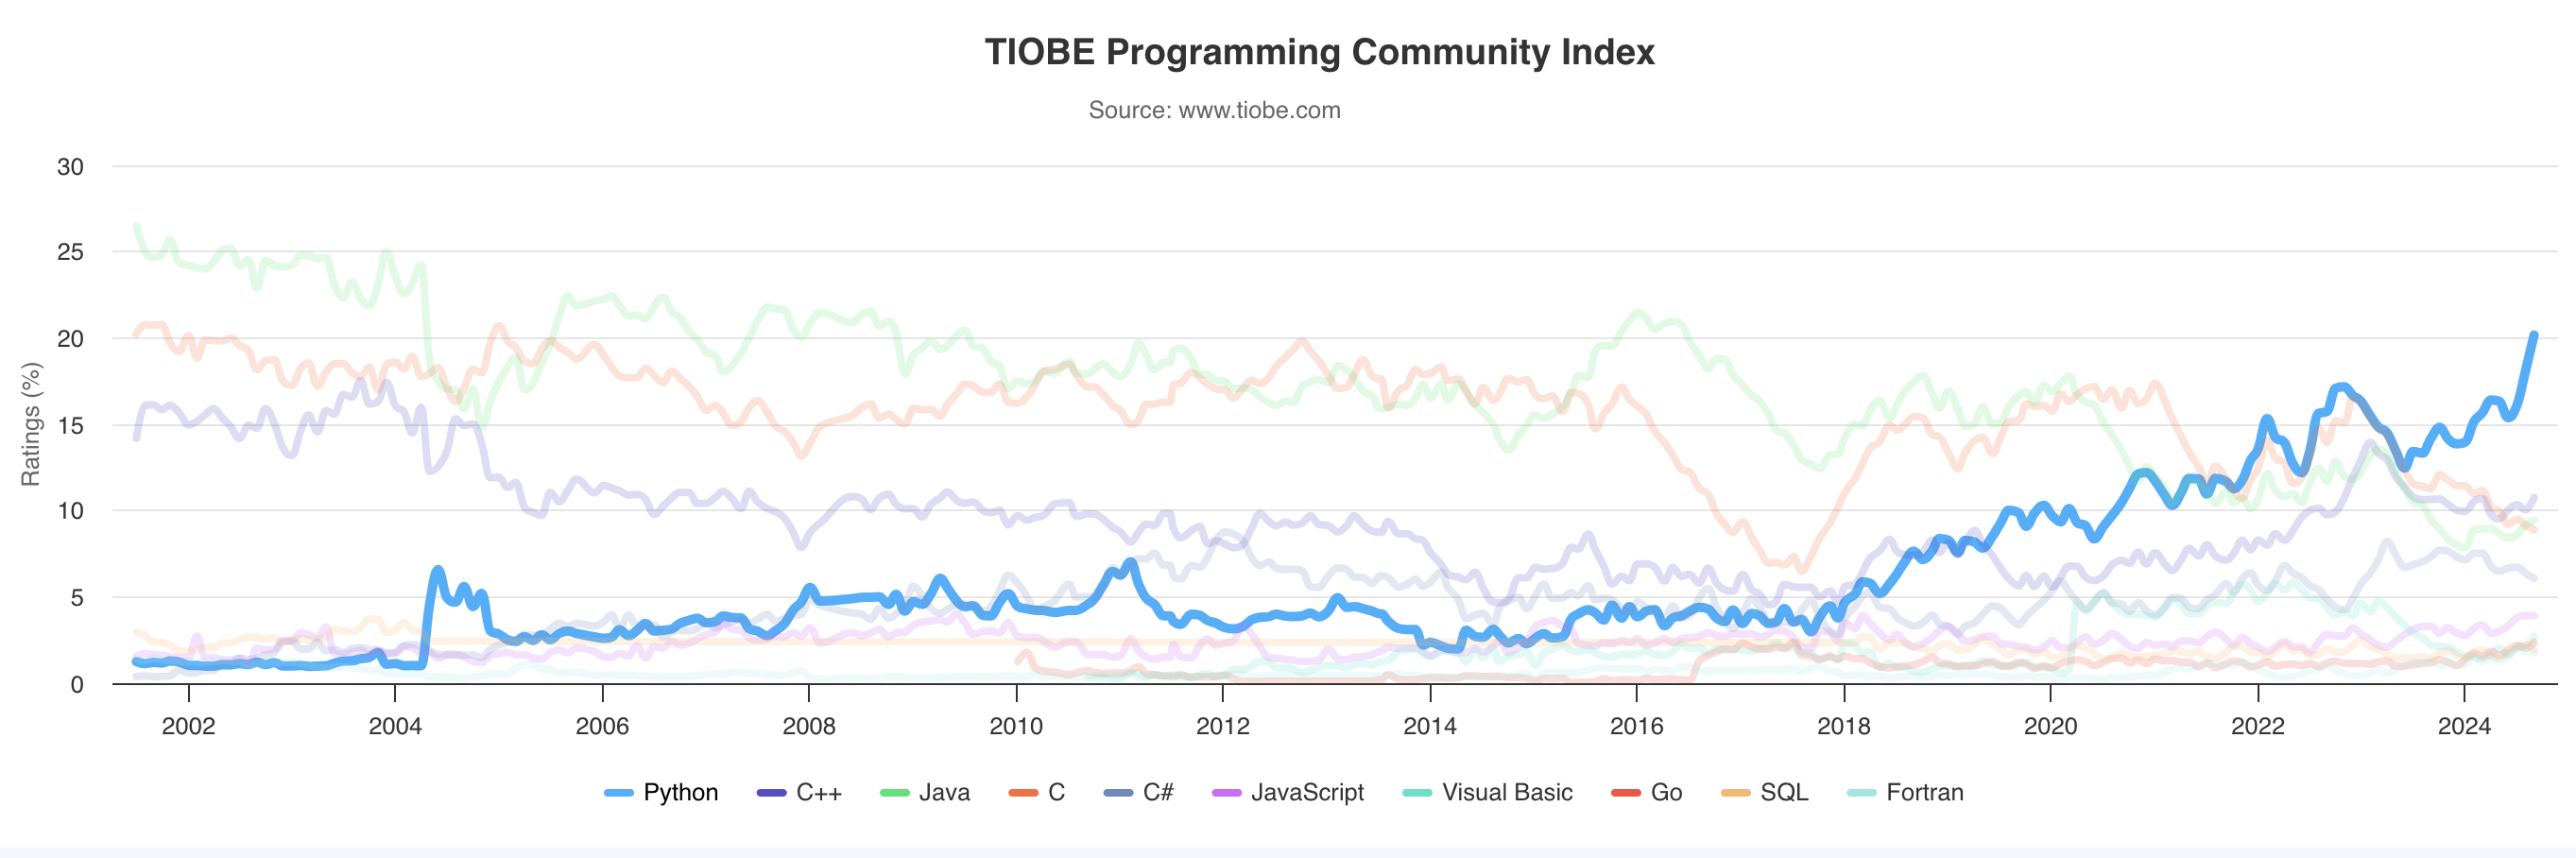 TIOBE Programming Community Index
Source: www.tiobe.com
Ratings (%)
30
25
20
15
10
5
0
2002 2004 2006 2008 2010 2012 2014 2016 2018 2020 2022 2024
Python C++ Java C C# JavaScript Visual Basic Go SQL Fortran